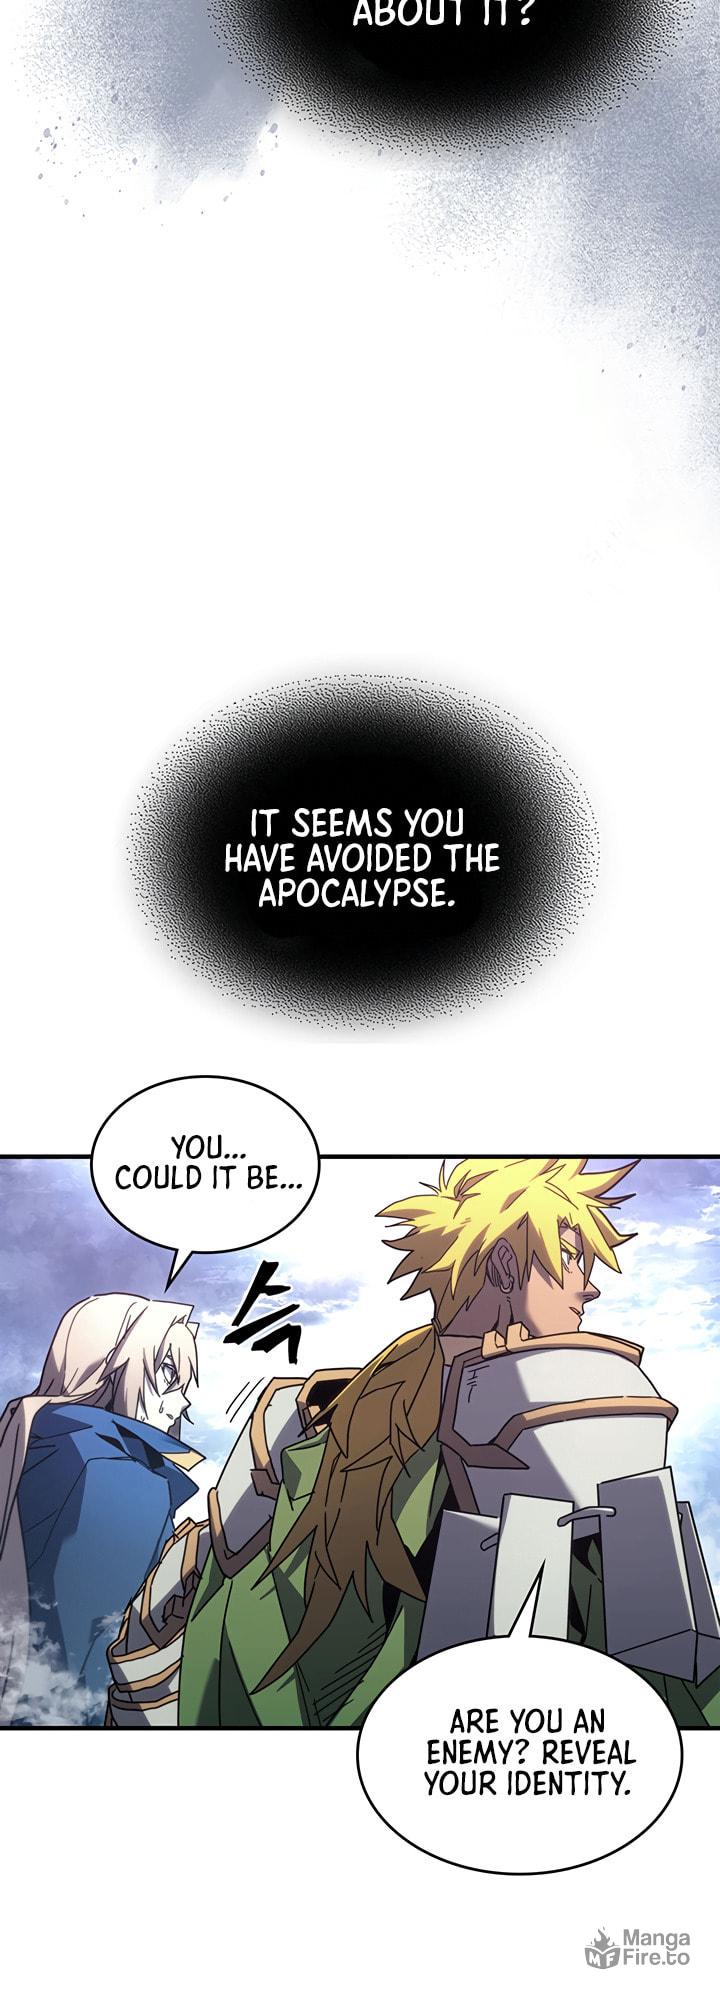 ABOUT IT?
IT SEEMS YOU
HAVE AVOIDED THE
APOCALYPSE.
YOU...
COULD IT BE...
ARE YOU AN
ENEMY? REVEAL
YOUR IDENTITY.
Manga
MF Fire.to